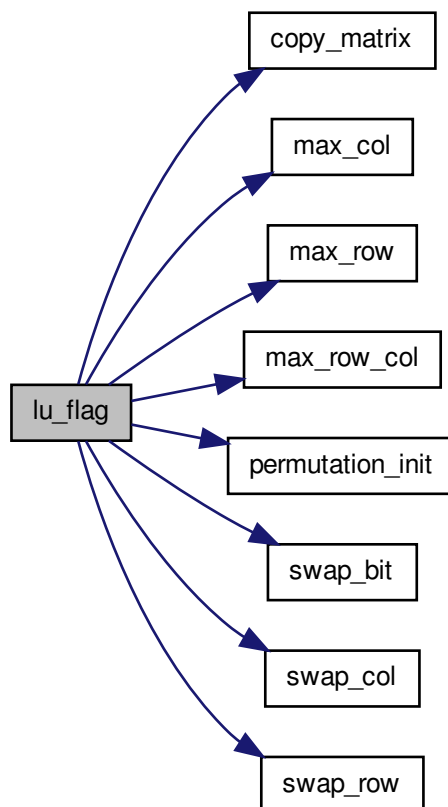 copy_matrix
max_col
max_row
max_row_col
lu_flag
permutation_init
swap_bit
swap_col
swap_row